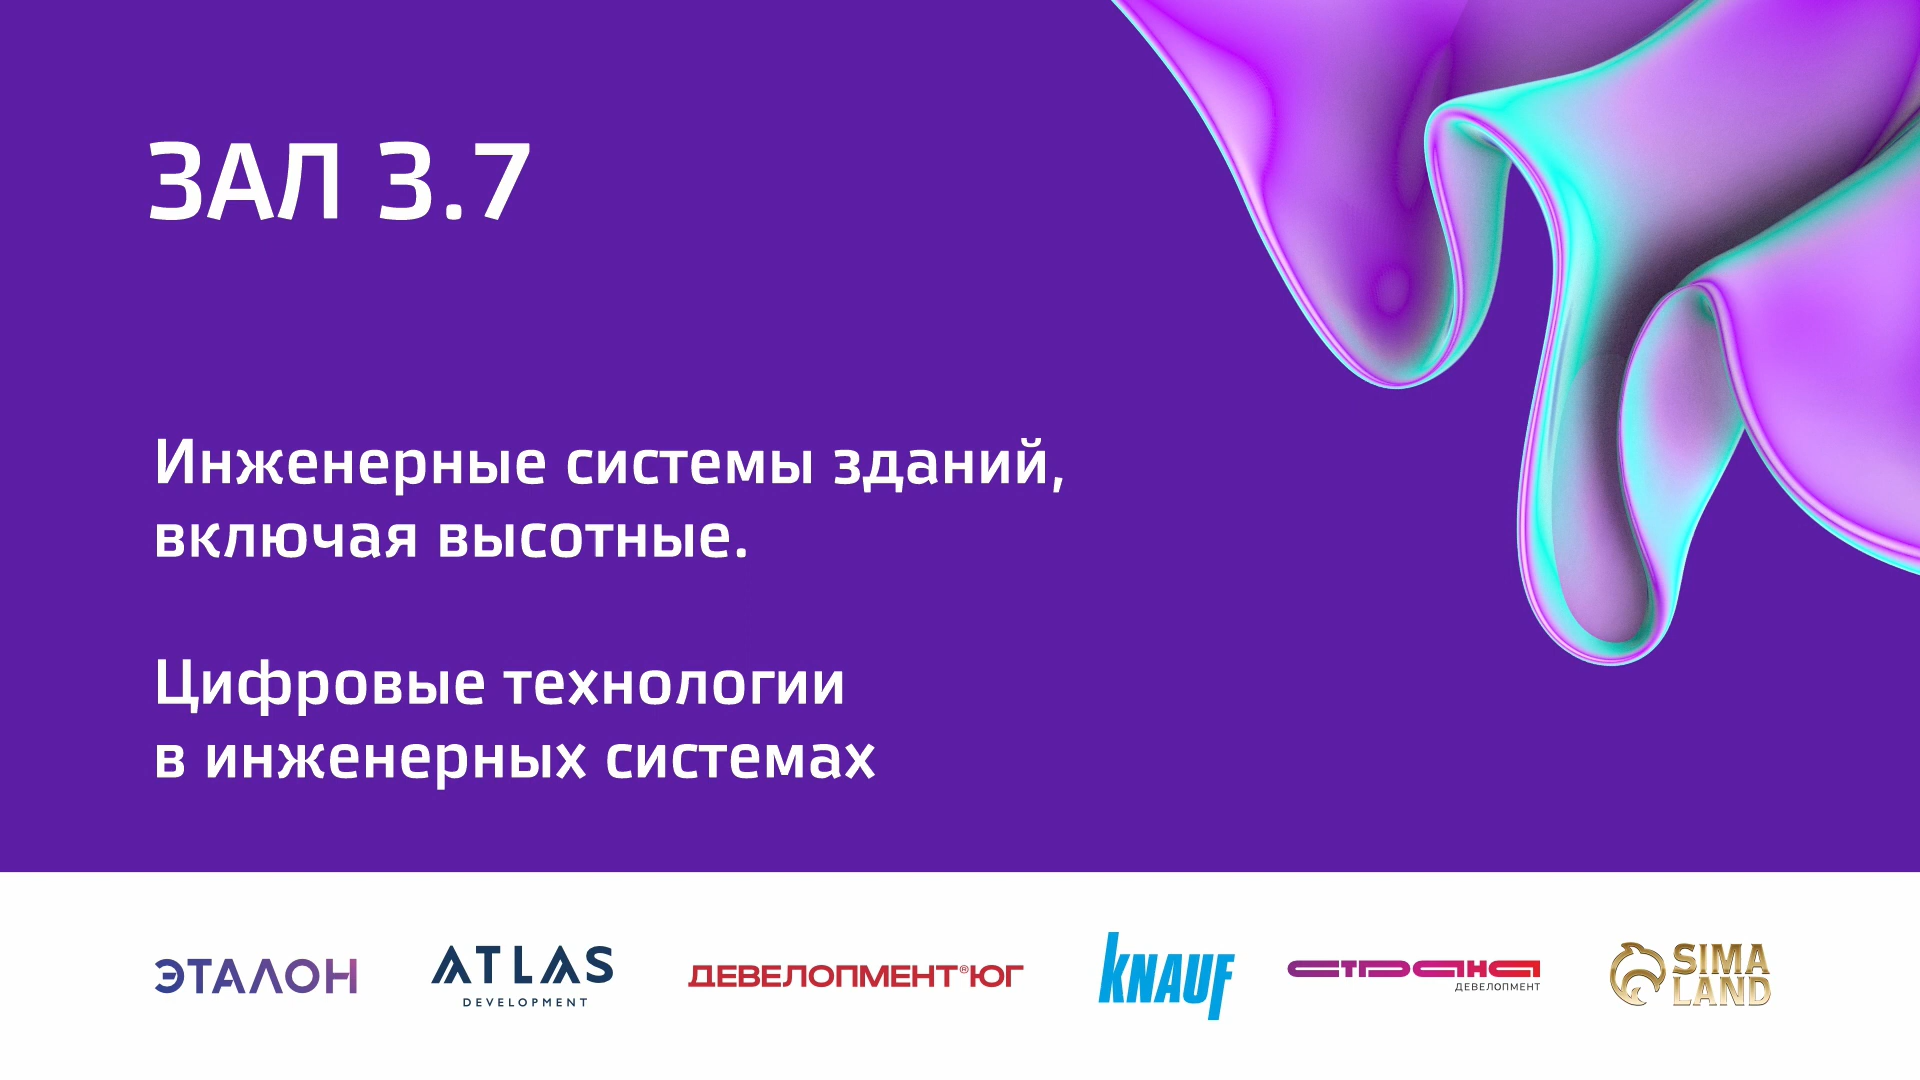 ЗАЛ 3.7
Инженерные системы зданий,
включая высотные.
Цифровые технологии
в инженерных системах
ЭТАЛОН
ATLAS
DEVELOPMENT
ДЕВЕЛОПМЕНТ®ЮГ
KNAUF
СТРАНА
ДЕВЕЛОПМЕНТ
SIMA
LAND